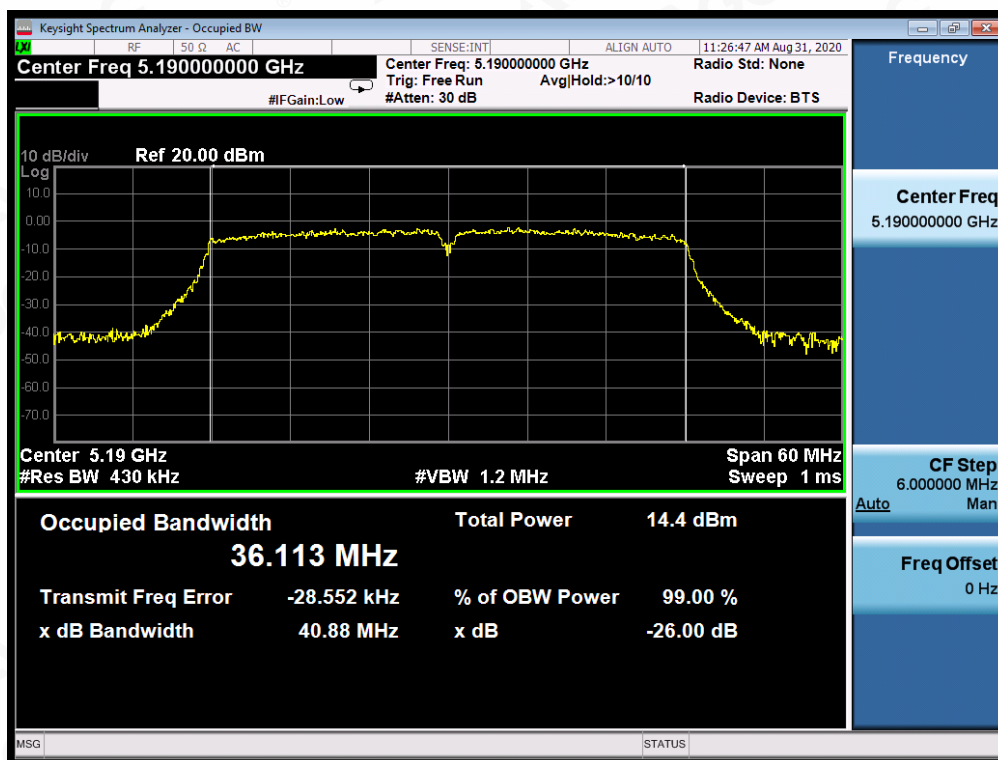 Keysight Spectrum Analyzer - Occupied BW
LXI RF 50 Ω AC SENSE:INT ALIGN AUTO 11:26:47 AM Aug 31, 2020
Center Freq 5.190000000 GHz
Center Freq: 5.190000000 GHz
Radio Std: None
Trig: Free Run Avg|Hold:>10/10
#IFGain:Low
#Atten: 30 dB
Radio Device: BTS
10 dB/div Ref 20.00 dBm
Log
10.0
0.00
-10.0
-20.0
-30.0
-40.0
-50.0
-60.0
-70.0
Center 5.19 GHz Span 60 MHz
#Res BW 430 kHz #VBW 1.2 MHz Sweep 1 ms
Occupied Bandwidth Total Power 14.4 dBm
36.113 MHz
Transmit Freq Error -28.552 kHz % of OBW Power 99.00 %
x dB Bandwidth 40.88 MHz x dB -26.00 dB
MSG STATUS
Frequency
Center Freq
5.190000000 GHz
CF Step
6.000000 MHz
Auto Man
Freq Offset
0 Hz